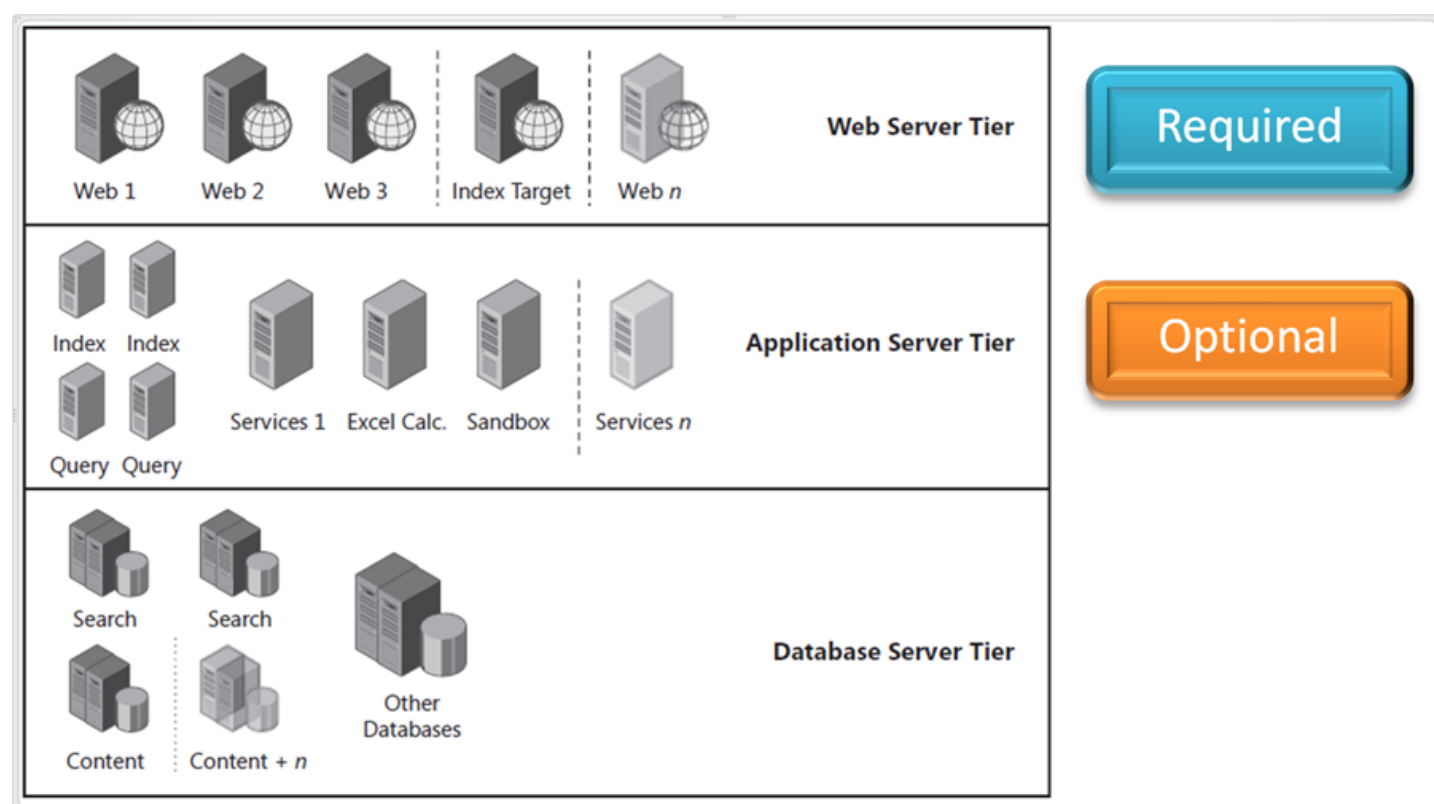 Web 1
Web 2
Web 3
Index Target
Web n
Web Server Tier
Required
Index Index
Query Query
Services 1
Excel Calc.
Sandbox
Services n
Application Server Tier
Optional
Search
Search
Content
Content + n
Other
Databases
Database Server Tier